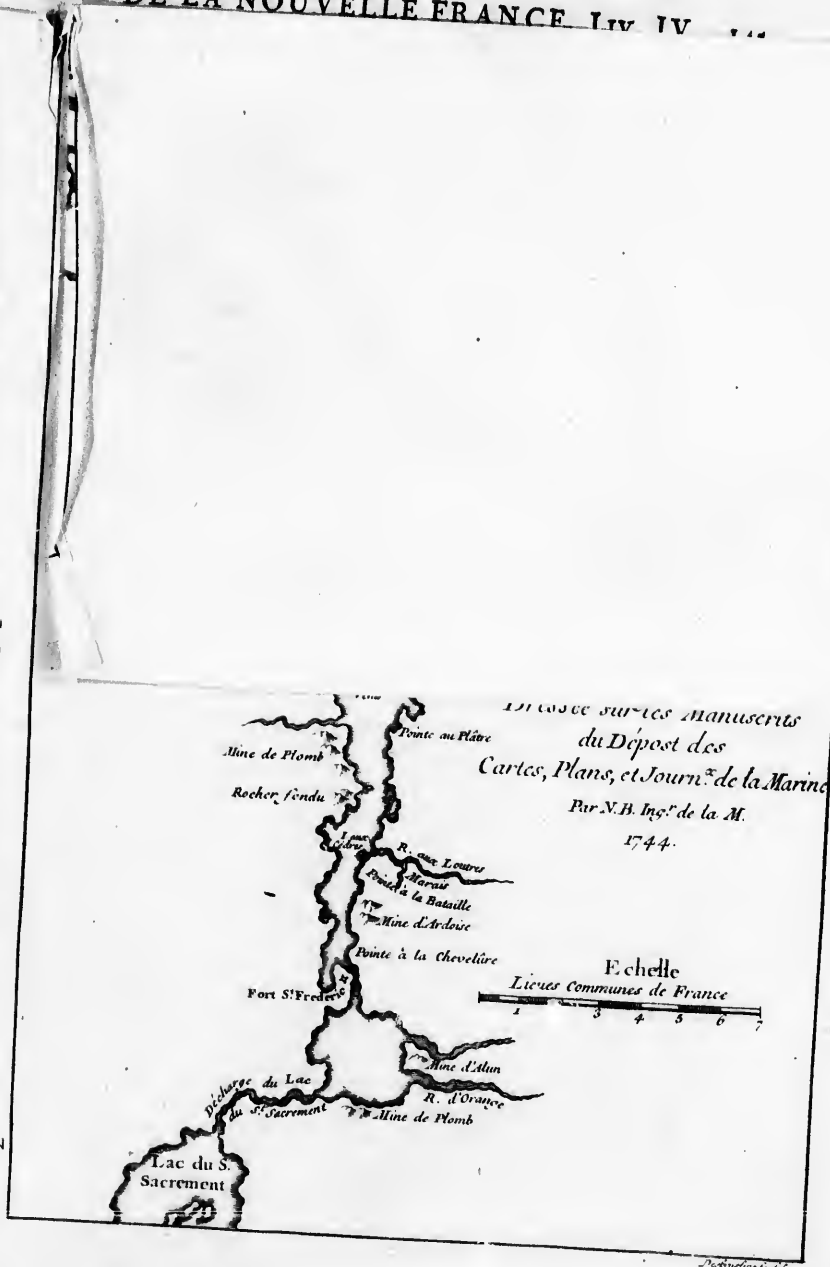 DE LA NOUVELLE FRANCE. LIV. IV.
Dressée sur les Manuscrits
du Dépost des
Cartes, Plans, et Journ.x de la Marine
Par N.B. Ing.r de la M.
1744.
Pointe au Plâtre
Mine de Plomb
Rocher fendu
I. aux
Cédres
R. aux Loutres
Marais
Pointe à la Bataille
Mine d'Ardoise
Pointe à la Chevelûre
Fort S.t Frederic
Echelle
Lieues Communes de France
1 3 4 5 6 7
Mine d'Alun
R. d'Orange
Mine de Plomb
Décharge du Lac
du S.t Sacrement
Lac du S.
Sacrement